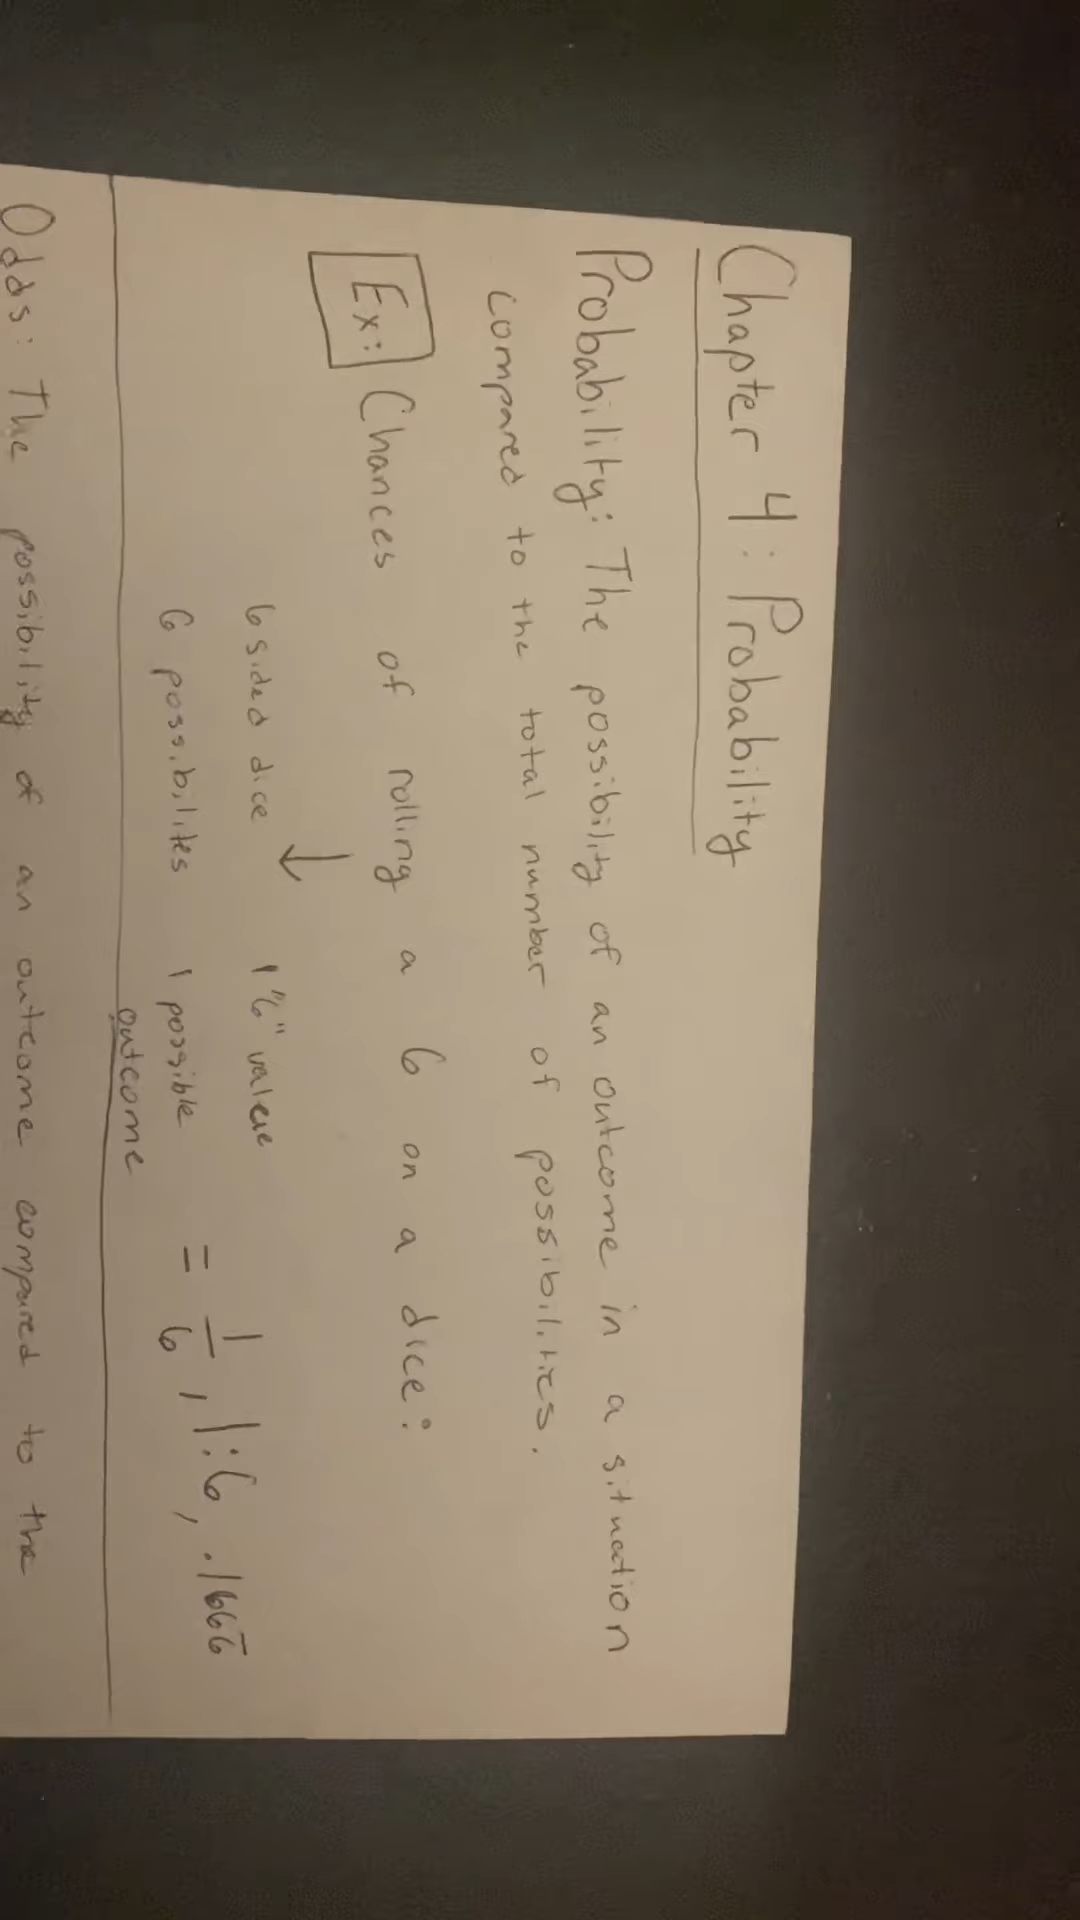 Chapter 4: Probability
Probability: The possibility of an outcome in a situation
compared to the total number of possibilities.
Ex: Chances of rolling a 6 on a dice:
↓
6 sided dice 1 "6" value
6 possibilites 1 possible
outcome
= 1/6, 1:6, .1666̅
Odds: The possibility of an outcome compared to the